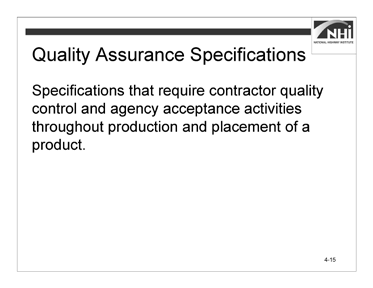 NHI
NATIONAL HIGHWAY INSTITUTE
Quality Assurance Specifications
Specifications that require contractor quality
control and agency acceptance activities
throughout production and placement of a
product.
4-15